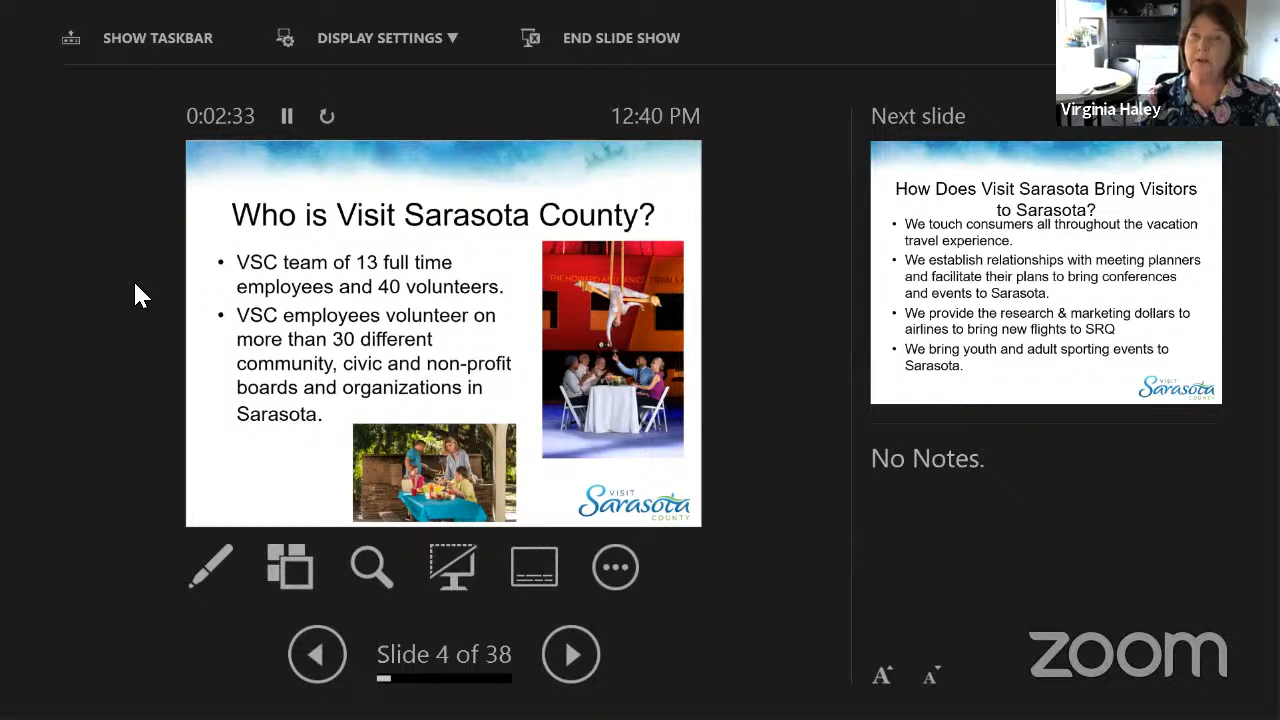 SHOW TASKBAR
DISPLAY SETTINGS ▼
END SLIDE SHOW
Virginia Haley
0:02:33
12:40 PM
Next slide
Who is Visit Sarasota County?
• VSC team of 13 full time
employees and 40 volunteers.
• VSC employees volunteer on
more than 30 different
community, civic and non-profit
boards and organizations in
Sarasota.
THE HOWARD AND JANICE
VISIT
Sarasota
COUNTY
How Does Visit Sarasota Bring Visitors
to Sarasota?
• We touch consumers all throughout the vacation
travel experience.
• We establish relationships with meeting planners
and facilitate their plans to bring conferences
and events to Sarasota.
• We provide the research & marketing dollars to
airlines to bring new flights to SRQ
• We bring youth and adult sporting events to
Sarasota.
VISIT
Sarasota
COUNTY
No Notes.
Slide 4 of 38
A A
zoom